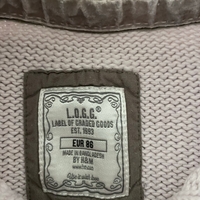 L.O.G.G.
LABEL OF GRADED GOODS
EST. 1993
EUR 86
MADE IN BANGLADESH
BY H&M